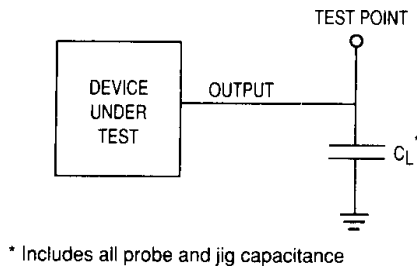 TEST POINT
DEVICE
UNDER
TEST
OUTPUT
CL*
* Includes all probe and jig capacitance